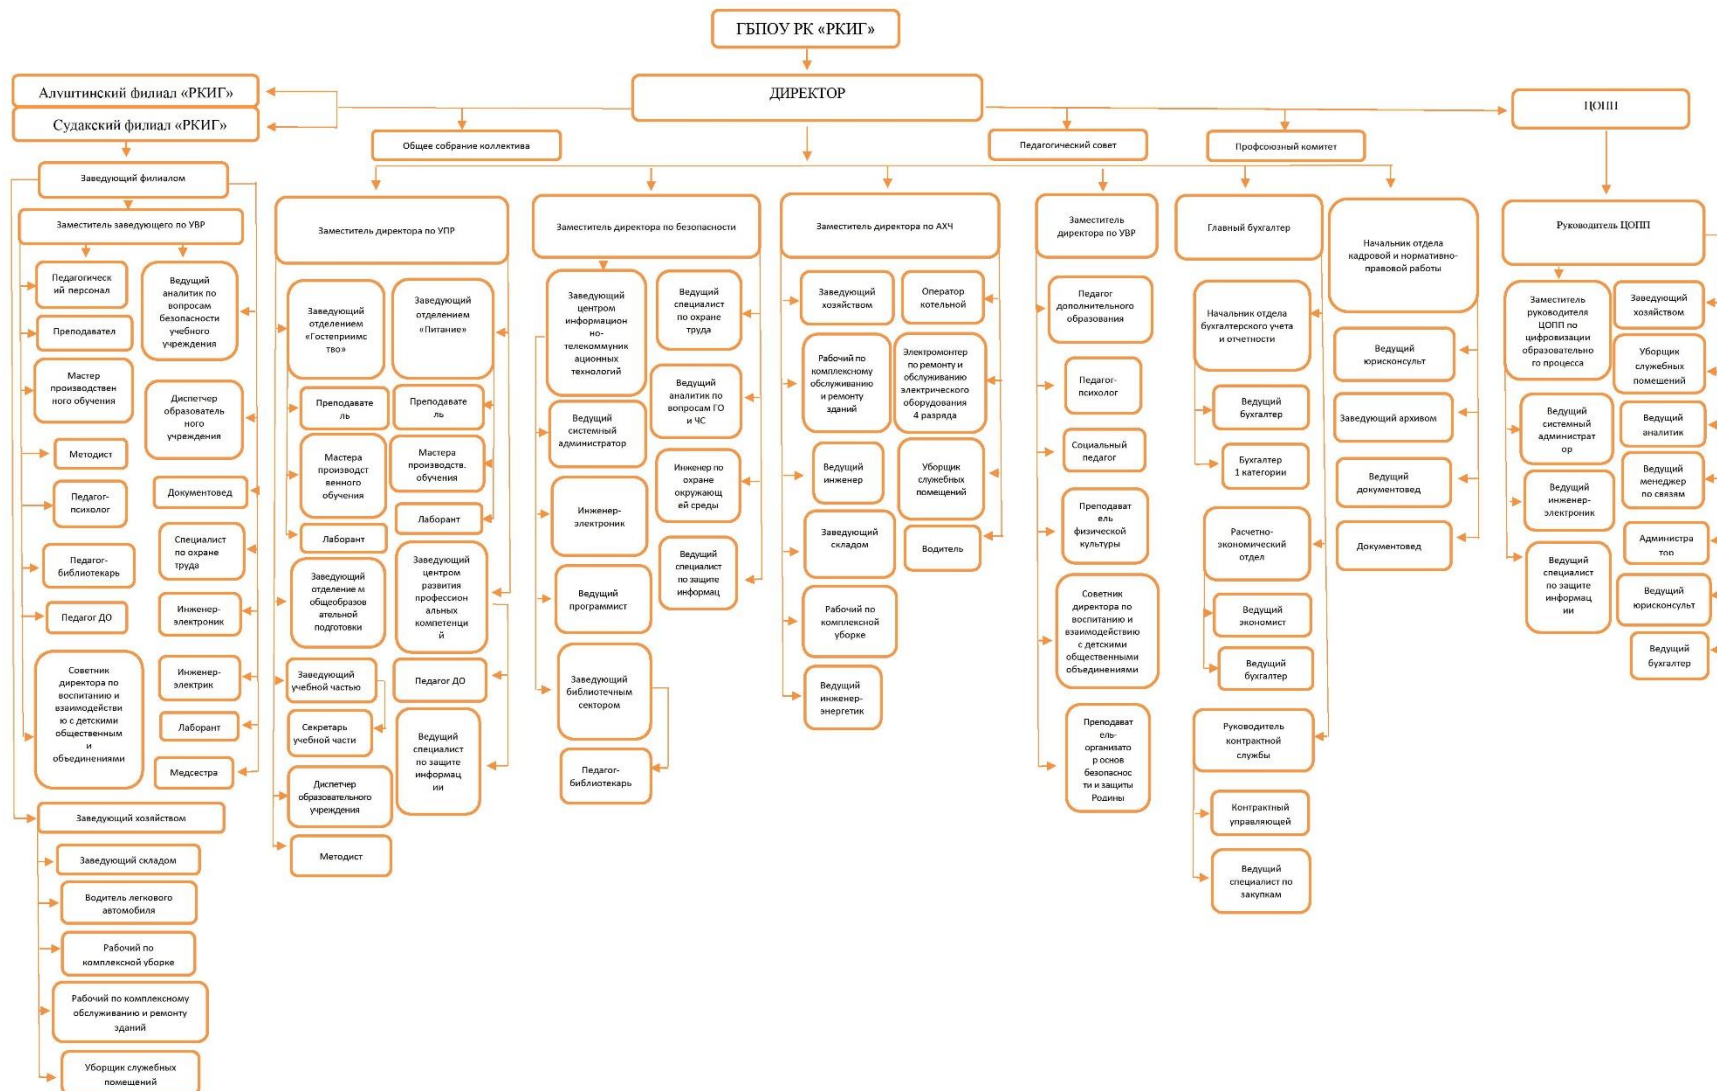 ГБПОУ РК «РКИГ»
ДИРЕКТОР
Алуштинский филиал «РКИГ»
Судакский филиал «РКИГ»
ЦОПП
Общее собрание коллектива
Педагогический совет
Профсоюзный комитет
Заведующий филиалом
Заместитель заведующего по УВР
Педагогическ
ий персонал
Преподавател
Мастер
производствен
ного обучения
Методист
Педагог-
психолог
Педагог-
библиотекарь
Педагог ДО
Советник
директора по
воспитанию и
взаимодействи
ю с детскими
общественным
и
объединениями
Ведущий
аналитик по
вопросам
безопасности
учебного
учреждения
Диспетчер
образователь
ного
учреждения
Документовед
Специалист
по охране
труда
Инженер-
электроник
Инженер-
электрик
Лаборант
Медсестра
Заведующий хозяйством
Заведующий складом
Водитель легкового
автомобиля
Рабочий по
комплексной уборке
Рабочий по комплексному
обслуживанию и ремонту
зданий
Уборщик служебных
помещений
Заместитель директора по УПР
Заведующий
отделением
«Гостеприимс
тво»
Преподавате
ль
Мастера
производст
венного
обучения
Лаборант
Заведующий
отделение м
общеобразов
ательной
подготовки
Заведующий
учебной частью
Секретарь
учебной части
Диспетчер
образовательного
учреждения
Методист
Заведующий
отделением
«Питание»
Преподавате
ль
Мастера
производств.
обучения
Лаборант
Заведующий
центром
развития
профессио
нальных
компетенци
й
Педагог ДО
Ведущий
специалист
по защите
информац
ии
Заместитель директора по безопасности
Заведующий
центром
информацио
нно-
телекоммуник
ационных
технологий
Ведущий
системный
администратор
Инженер-
электроник
Ведущий
программист
Заведующий
библиотечным
сектором
Педагог-
библиотекарь
Ведущий
специалист
по охране
труда
Ведущий
аналитик по
вопросам ГО
и ЧС
Инженер по
охране
окружающ
ей среды
Ведущий
специалист
по защите
информац
Заместитель директора по АХЧ
Заведующий
хозяйством
Рабочий по
комплексному
обслуживанию
и ремонту
зданий
Ведущий
инженер
Заведующий
складом
Рабочий по
комплексной
уборке
Ведущий
инженер-
энергетик
Оператор
котельной
Электромонтер
по ремонту и
обслуживанию
электрического
оборудования
4 разряда
Уборщик
служебных
помещений
Водитель
Заместитель
директора по УВР
Педагог
дополнительного
образования
Педагог-
психолог
Социальный
педагог
Преподават
ель
физической
культуры
Советник
директора по
воспитанию и
взаимодействию
с детскими
общественными
объединениями
Преподават
ель-
организато
р основ
безопаснос
ти и защиты
Родины
Главный бухгалтер
Начальник отдела
бухгалтерского учета
и отчетности
Ведущий
бухгалтер
Бухгалтер
1 категории
Расчетно-
экономический
отдел
Ведущий
экономист
Ведущий
бухгалтер
Руководитель
контрактной
службы
Контрактный
управляющей
Ведущий
специалист по
закупкам
Начальник отдела
кадровой и нормативно-
правовой работы
Ведущий
юрисконсульт
Заведующий архивом
Ведущий
документовед
Документовед
Руководитель ЦОПП
Заместитель
руководителя
ЦОПП по
цифровизации
образовательно
го процесса
Ведущий
системный
администрат
ор
Ведущий
инженер-
электроник
Ведущий
специалист
по защите
информац
ии
Заведующий
хозяйством
Уборщик
служебных
помещений
Ведущий
аналитик
Ведущий
менеджер
по связям
Администра
тор
Ведущий
юрисконсульт
Ведущий
бухгалтер